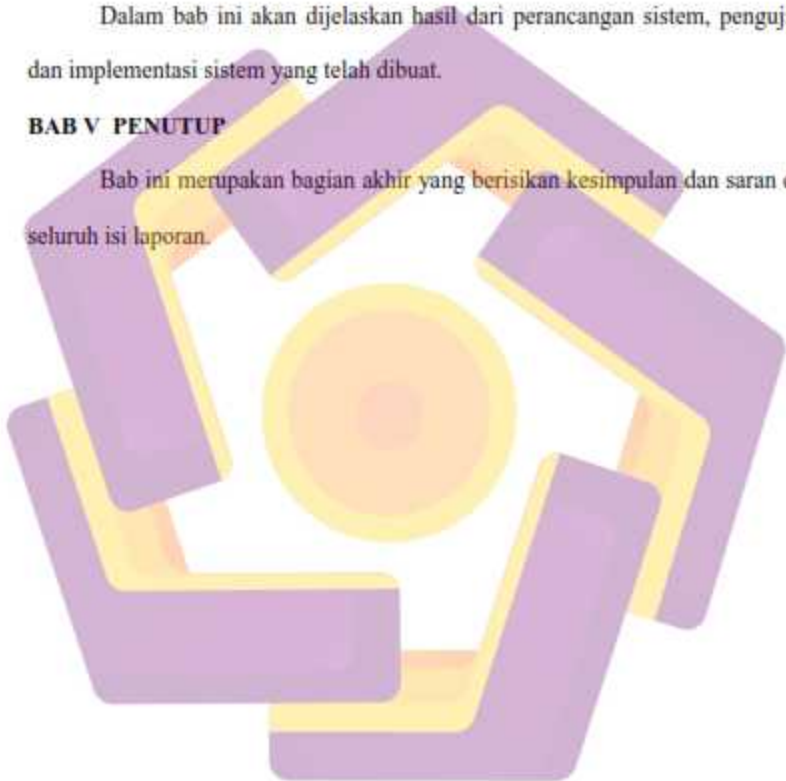 Dalam bab ini akan dijelaskan hasil dari perancangan sistem, penguj
dan implementasi sistem yang telah dibuat.
BAB V PENUTUP
Bab ini merupakan bagian akhir yang berisikan kesimpulan dan saran
seluruh isi laporan.